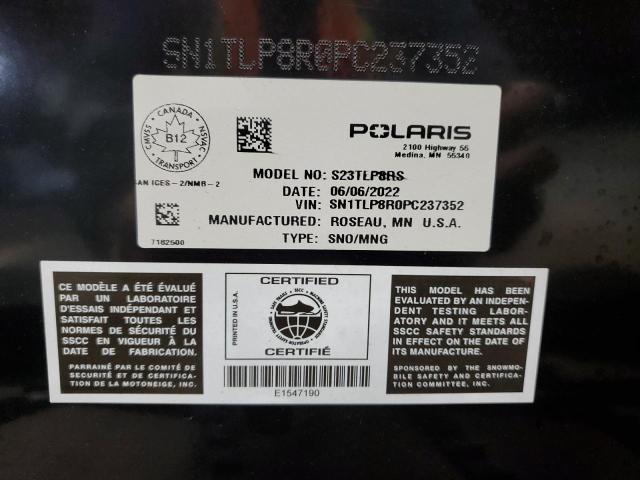 SN1TLP8R0PC237352
CANADA
CMVSS
B12
NSVAC
TRANSPORT
POLARIS
2100 Highway 55
Medina, MN 55340
MODEL NO: S23TLP8RS
CAN ICES-2/NMB-2
DATE: 06/06/2022
VIN: SN1TLP8R0PC237352
MANUFACTURED: ROSEAU, MN U.S.A.
7182500
TYPE: SNO/MNG
CE MODÈLE A ÉTÉ ÉVALUÉ
PAR UN LABORATOIRE
D'ESSAIS INDÉPENDANT ET
SATISFAIT TOUTES LES
NORMES DE SÉCURITÉ DU
SSCC EN VIGUEUR À LA
DATE DE FABRICATION.
PARRAINÉ PAR LE COMITÉ DE
SÉCURITÉ ET DE CERTIFICA-
TION DE LA MOTONEIGE, INC.
PRINTED IN U.S.A.
CERTIFIED
SSCC
CERTIFIÉ
E1547190
THIS MODEL HAS BEEN
EVALUATED BY AN INDEPEN-
DENT TESTING LABOR-
ATORY AND IT MEETS ALL
SSCC SAFETY STANDARDS
IN EFFECT ON THE DATE OF
ITS MANUFACTURE.
SPONSORED BY THE SNOWMO-
BILE SAFETY AND CERTIFICA-
TION COMMITTEE, INC.